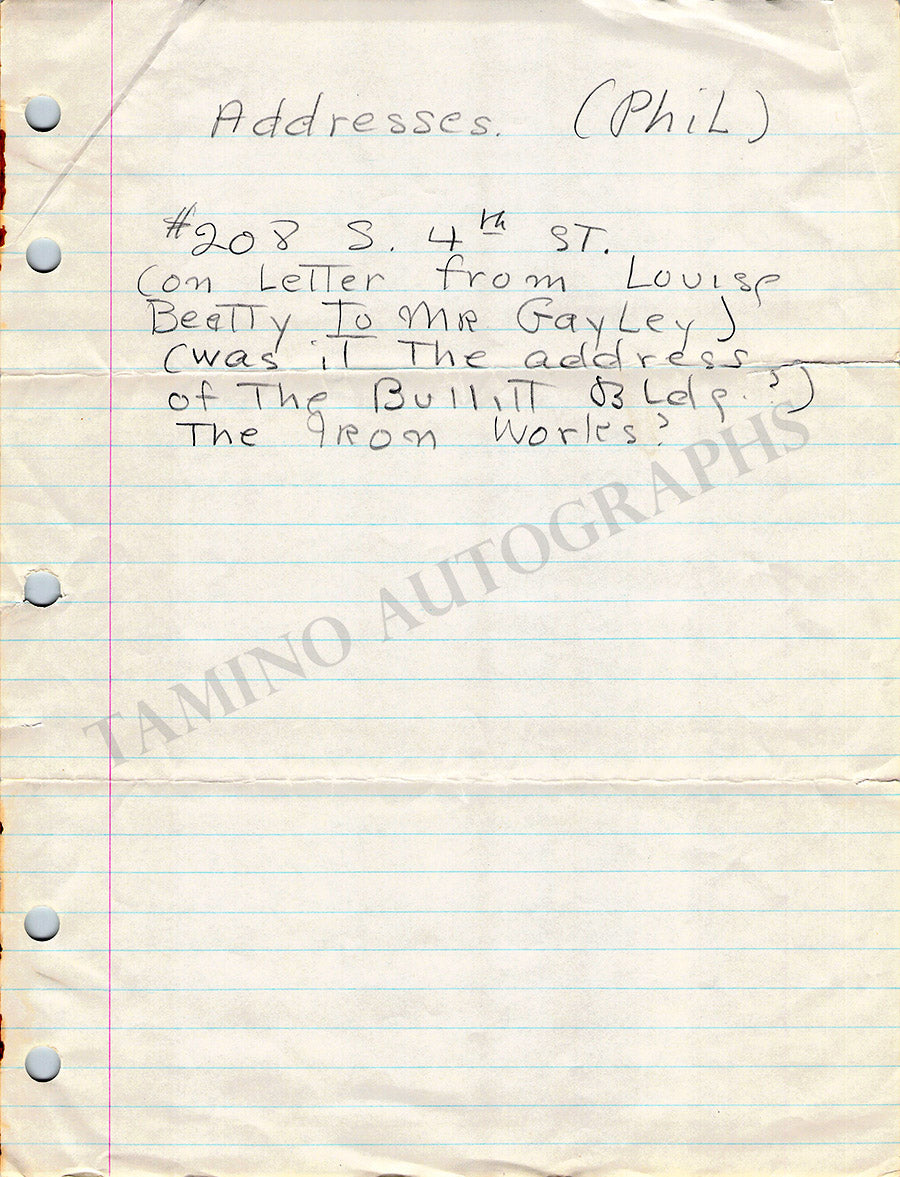 Addresses. (Phil)
#208 S. 4th ST.
(on Letter from Louise
Beatty To Mr Gayley)
(was it The address
of The Bullitt Bldg.?)
The Iron Works?
TAMINO AUTOGRAPHS